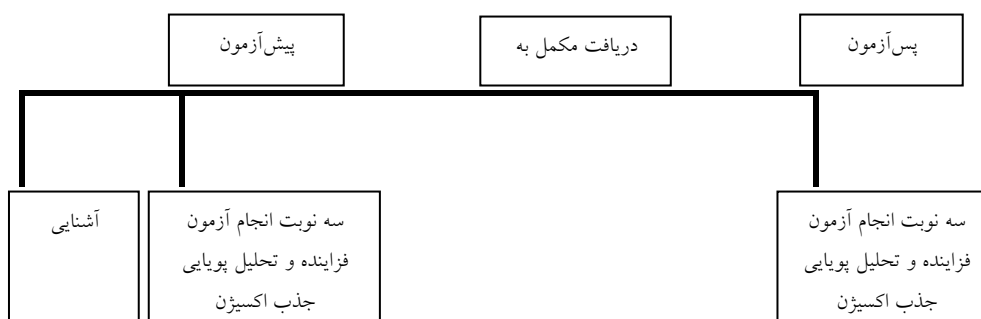 پس‌آزمون
دریافت مکمل به
پیش‌آزمون
آشنایی
سه نوبت انجام آزمون
فزاینده و تحلیل پویایی
جذب اکسیژن
سه نوبت انجام آزمون
فزاینده و تحلیل پویایی
جذب اکسیژن